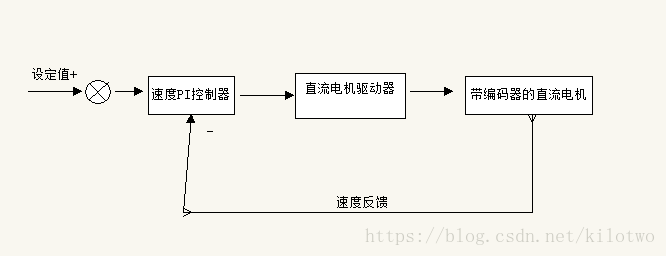 设定值+
速度PI控制器
直流电机驱动器
带编码器的直流电机
-
速度反馈
https://blog.csdn.net/kilotwo